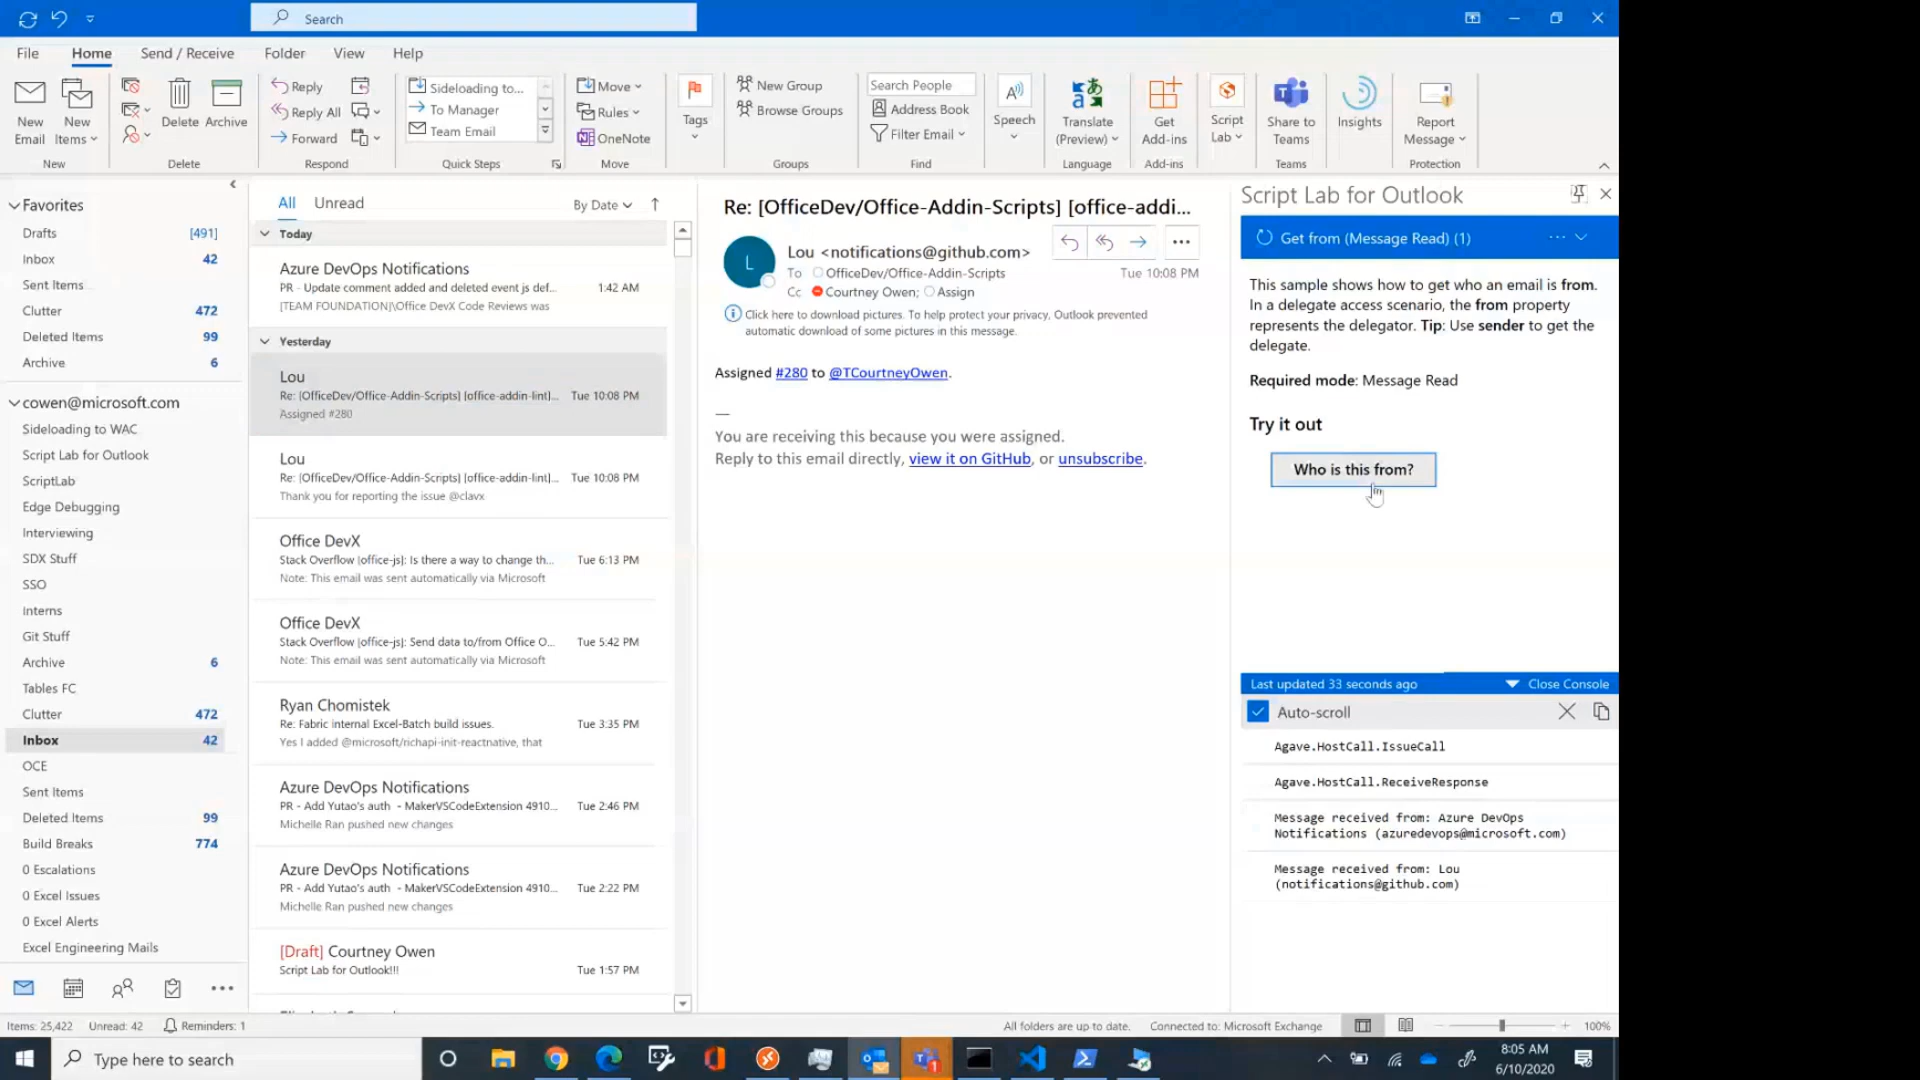 Search
File
Home
Send / Receive
Folder
View
Help
New Email
New Items
New
Delete
Archive
Delete
Reply
Reply All
Forward
Respond
Sideloading to...
To Manager
Team Email
Quick Steps
Move
Rules
OneNote
Move
Tags
New Group
Browse Groups
Groups
Search People
Address Book
Filter Email
Find
Speech
Translate (Preview)
Language
Get Add-ins
Add-ins
Script Lab
Share to Teams
Teams
Insights
Report Message
Protection
Favorites
Drafts [491]
Inbox 42
Sent Items
Clutter 472
Deleted Items 99
Archive 6
cowen@microsoft.com
Sideloading to WAC
Script Lab for Outlook
ScriptLab
Edge Debugging
Interviewing
SDX Stuff
SSO
Interns
Git Stuff
Archive 6
Tables FC
Clutter 472
Inbox 42
OCE
Sent Items
Deleted Items 99
Build Breaks 774
0 Escalations
0 Excel Issues
0 Excel Alerts
Excel Engineering Mails
All Unread By Date
Today
Azure DevOps Notifications
PR - Update comment added and deleted event js def... 1:42 AM
[TEAM FOUNDATION]\Office DevX Code Reviews was
Yesterday
Lou
Re: [OfficeDev/Office-Addin-Scripts] [office-addin-lint]... Tue 10:08 PM
Assigned #280
Lou
Re: [OfficeDev/Office-Addin-Scripts] [office-addin-lint]... Tue 10:08 PM
Thank you for reporting the issue @clavx
Office DevX
Stack Overflow [office-js]: Is there a way to change th... Tue 6:13 PM
Note: This email was sent automatically via Microsoft
Office DevX
Stack Overflow [office-js]: Send data to/from Office O... Tue 5:42 PM
Note: This email was sent automatically via Microsoft
Ryan Chomistek
Re: Fabric internal Excel-Batch build issues. Tue 3:35 PM
Yes I added @microsoft/richapi-init-reactnative, that
Azure DevOps Notifications
PR - Add Yutao's auth - MakerVSCodeExtension 4910... Tue 2:46 PM
Michelle Ran pushed new changes
Azure DevOps Notifications
PR - Add Yutao's auth - MakerVSCodeExtension 4910... Tue 2:22 PM
Michelle Ran pushed new changes
[Draft] Courtney Owen
Script Lab for Outlook!!! Tue 1:57 PM
Re: [OfficeDev/Office-Addin-Scripts] [office-addi...
L
Lou <notifications@github.com>
To OfficeDev/Office-Addin-Scripts Tue 10:08 PM
Cc Courtney Owen; Assign
Click here to download pictures. To help protect your privacy, Outlook prevented
automatic download of some pictures in this message.
Assigned #280 to @TCourtneyOwen.
—
You are receiving this because you were assigned.
Reply to this email directly, view it on GitHub, or unsubscribe.
Script Lab for Outlook
Get from (Message Read) (1)
This sample shows how to get who an email is from.
In a delegate access scenario, the from property
represents the delegator. Tip: Use sender to get the
delegate.
Required mode: Message Read
Try it out
Who is this from?
Last updated 33 seconds ago Close Console
Auto-scroll
Agave.HostCall.IssueCall
Agave.HostCall.ReceiveResponse
Message received from: Azure DevOps
Notifications (azuredevops@microsoft.com)
Message received from: Lou
(notifications@github.com)
Items: 25,422 Unread: 42 Reminders: 1
All folders are up to date. Connected to: Microsoft Exchange 100%
Type here to search
8:05 AM
6/10/2020